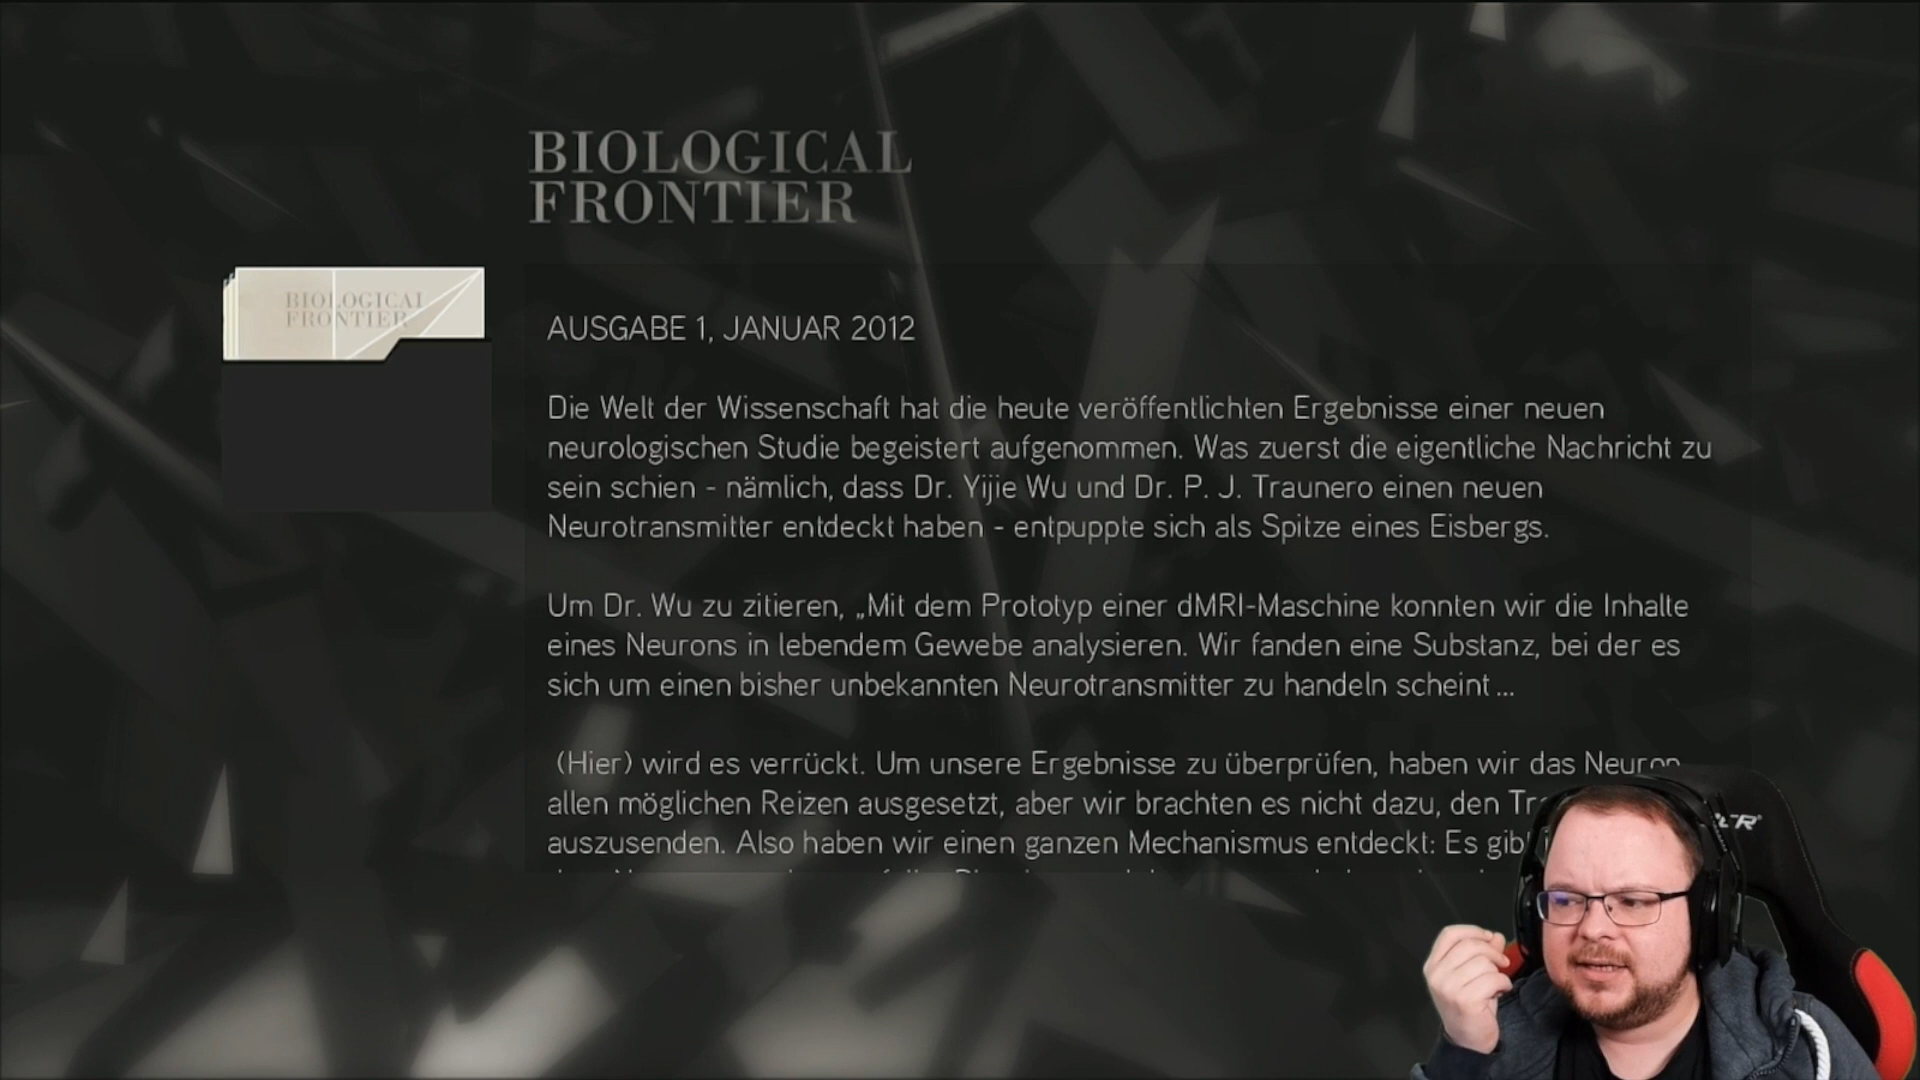 BIOLOGICAL
FRONTIER
BIOLOGICAL
FRONTIER
AUSGABE 1, JANUAR 2012
Die Welt der Wissenschaft hat die heute veröffentlichten Ergebnisse einer neuen
neurologischen Studie begeistert aufgenommen. Was zuerst die eigentliche Nachricht zu
sein schien - nämlich, dass Dr. Yijie Wu und Dr. P. J. Traunero einen neuen
Neurotransmitter entdeckt haben - entpuppte sich als Spitze eines Eisbergs.
Um Dr. Wu zu zitieren, „Mit dem Prototyp einer dMRI-Maschine konnten wir die Inhalte
eines Neurons in lebendem Gewebe analysieren. Wir fanden eine Substanz, bei der es
sich um einen bisher unbekannten Neurotransmitter zu handeln scheint ...
(Hier) wird es verrückt. Um unsere Ergebnisse zu überprüfen, haben wir das Neuron
allen möglichen Reizen ausgesetzt, aber wir brachten es nicht dazu, den
auszusenden. Also haben wir einen ganzen Mechanismus entdeckt: Es